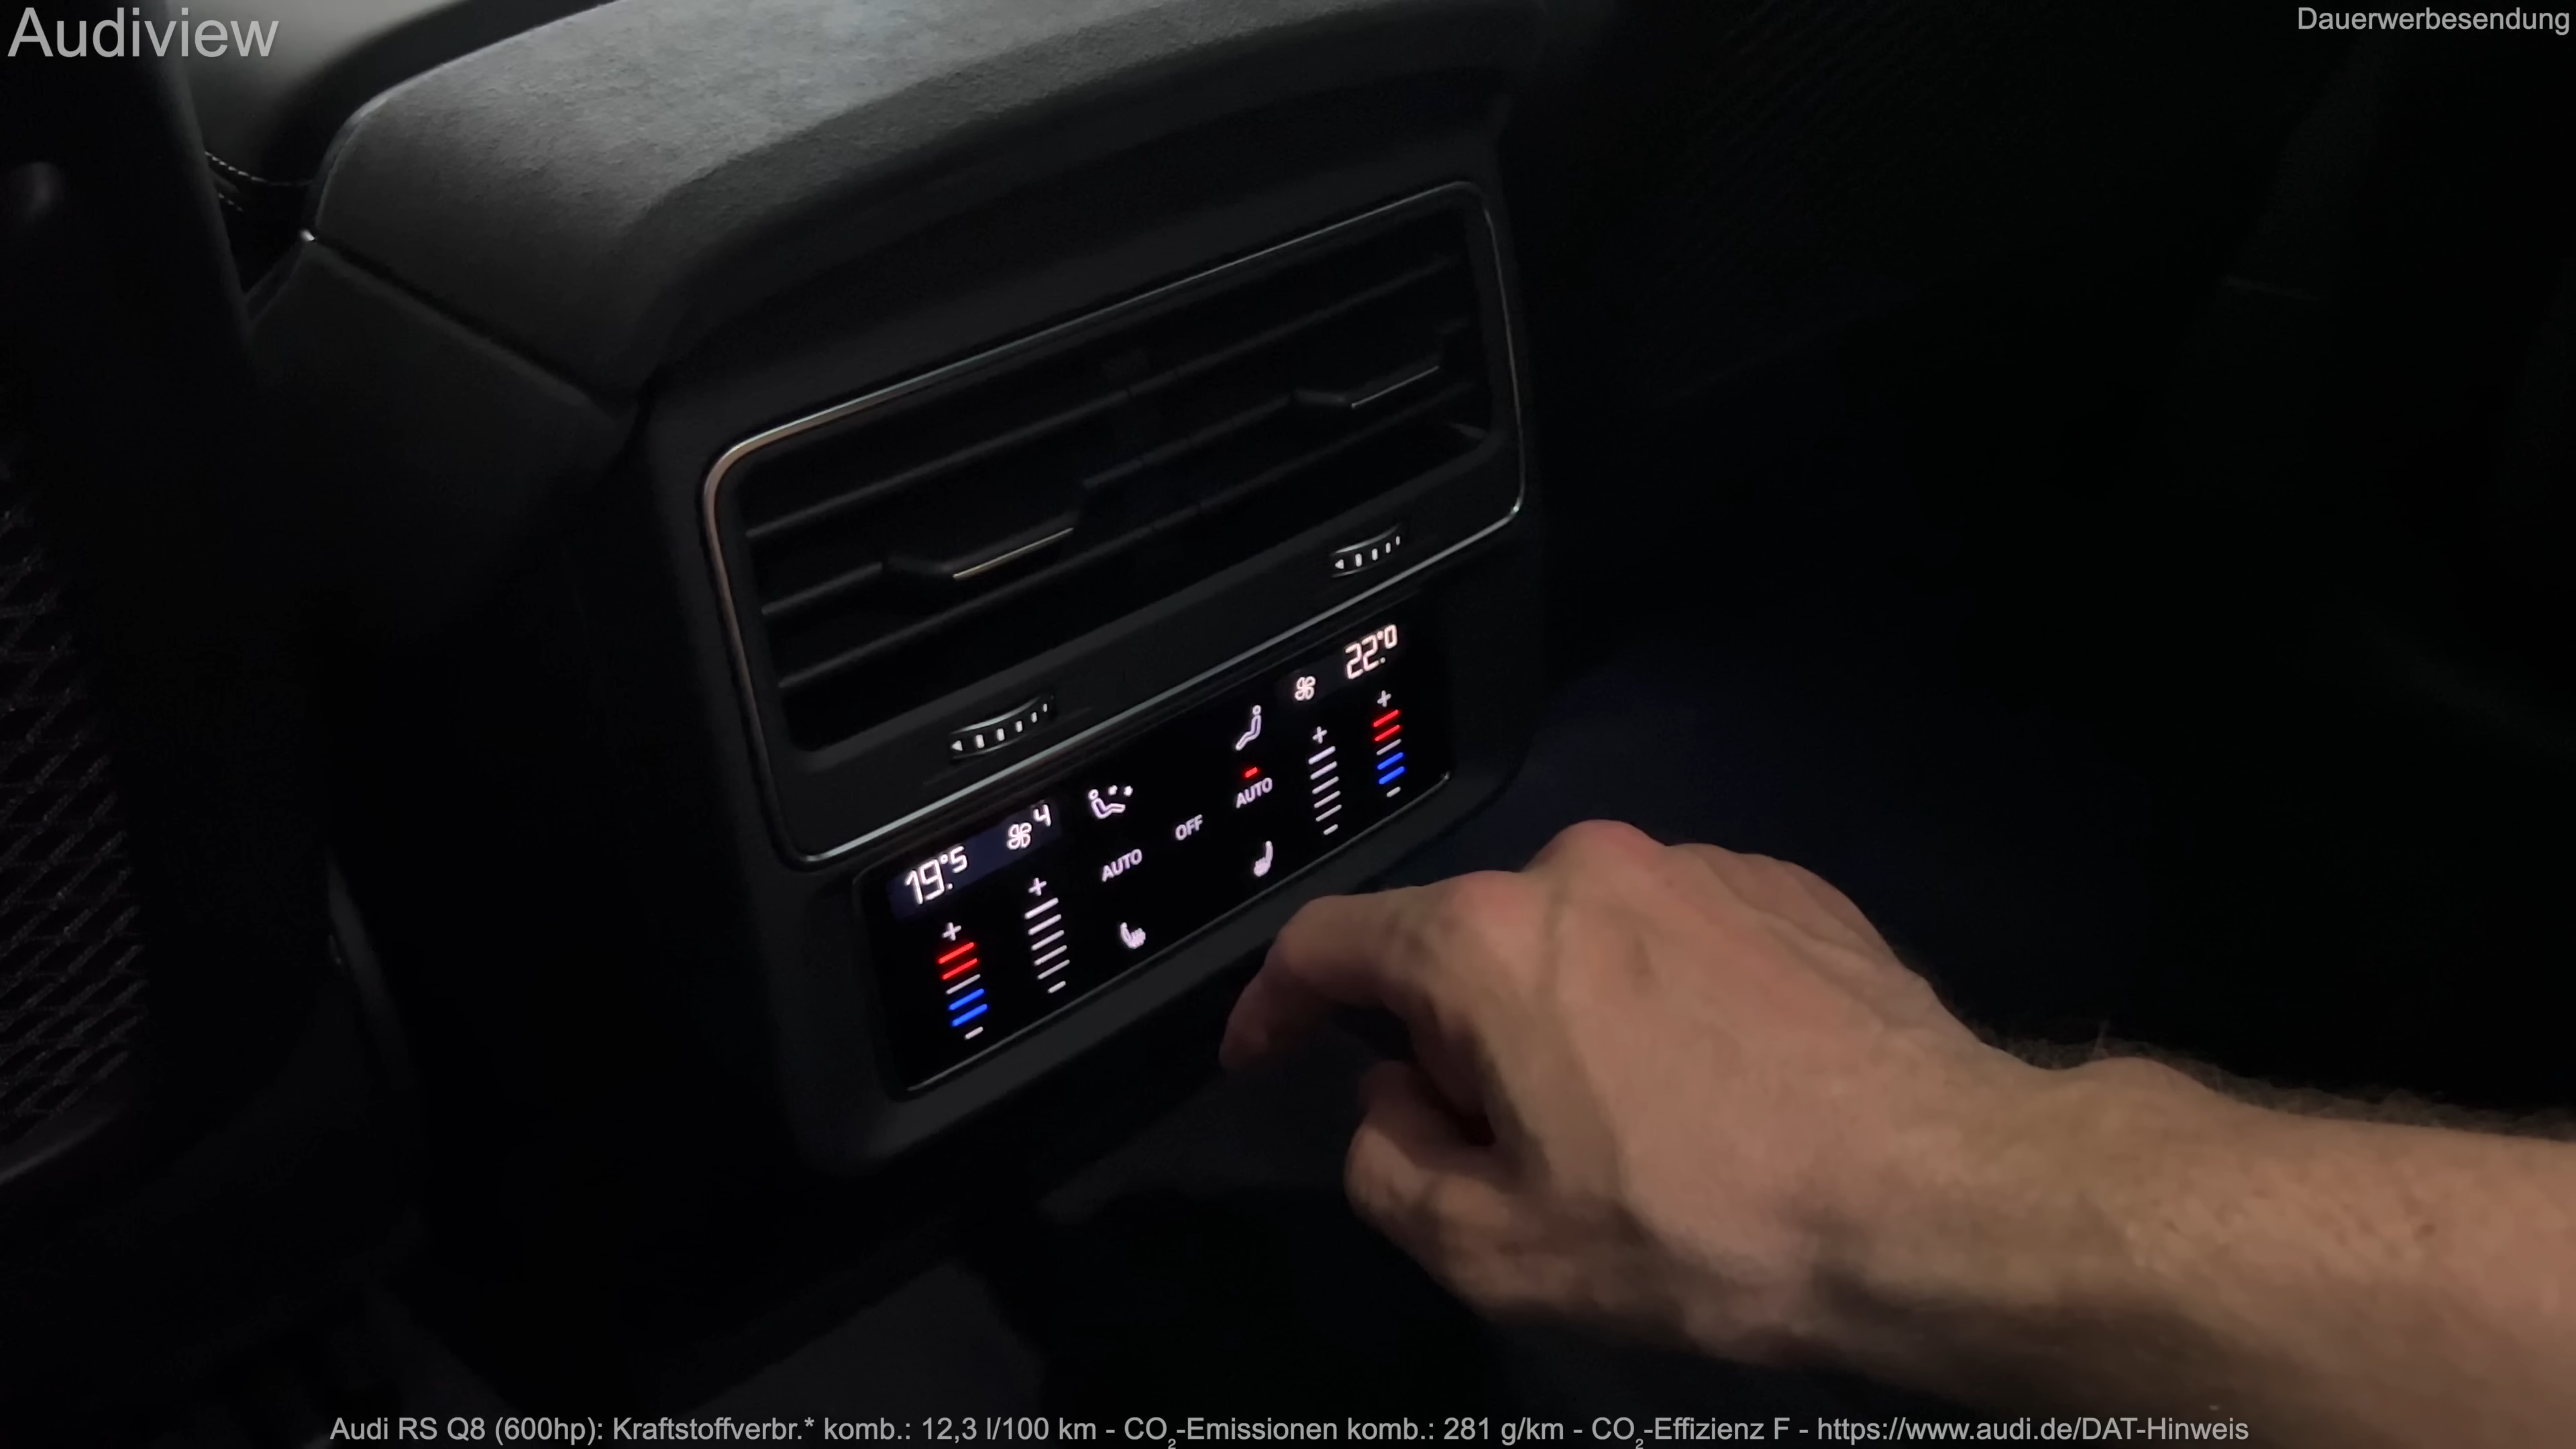 Audiview
Dauerwerbesendung
22.°0
+
+
AUTO
4
OFF
19.°5
AUTO
+
+
Audi RS Q8 (600hp): Kraftstoffverbr.* komb.: 12,3 l/100 km - CO₂-Emissionen komb.: 281 g/km - CO₂-Effizienz F - https://www.audi.de/DAT-Hinweis